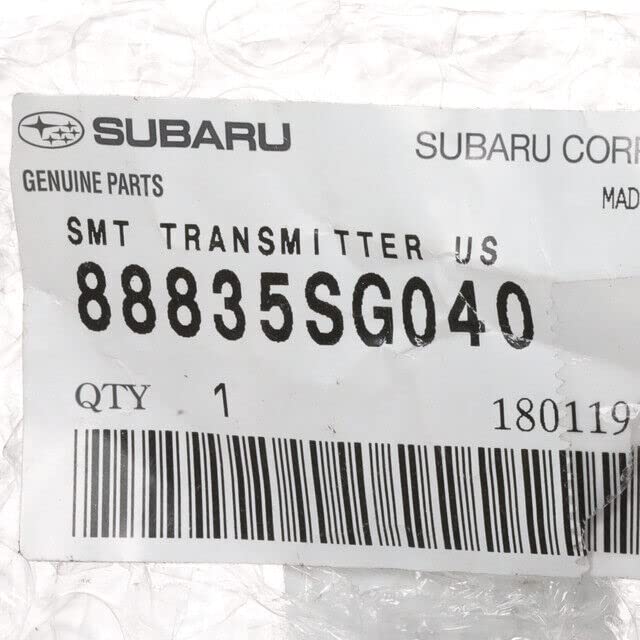 SUBARU
SUBARU CORP
GENUINE PARTS
MAD
SMT TRANSMITTER US
88835SG040
QTY 1
180119